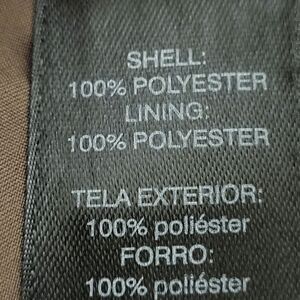 SHELL:
100% POLYESTER
LINING:
100% POLYESTER
TELA EXTERIOR:
100% poliéster
FORRO:
100% poliéster